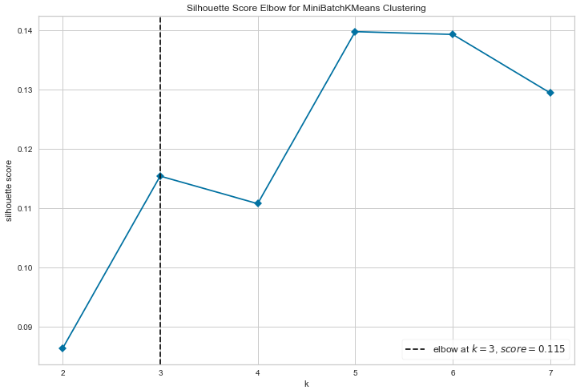 Silhouette Score Elbow for MiniBatchKMeans Clustering
silhouette score
0.14
0.13
0.12
0.11
0.10
0.09
2 3 4 5 6 7
k
elbow at k = 3, score = 0.115